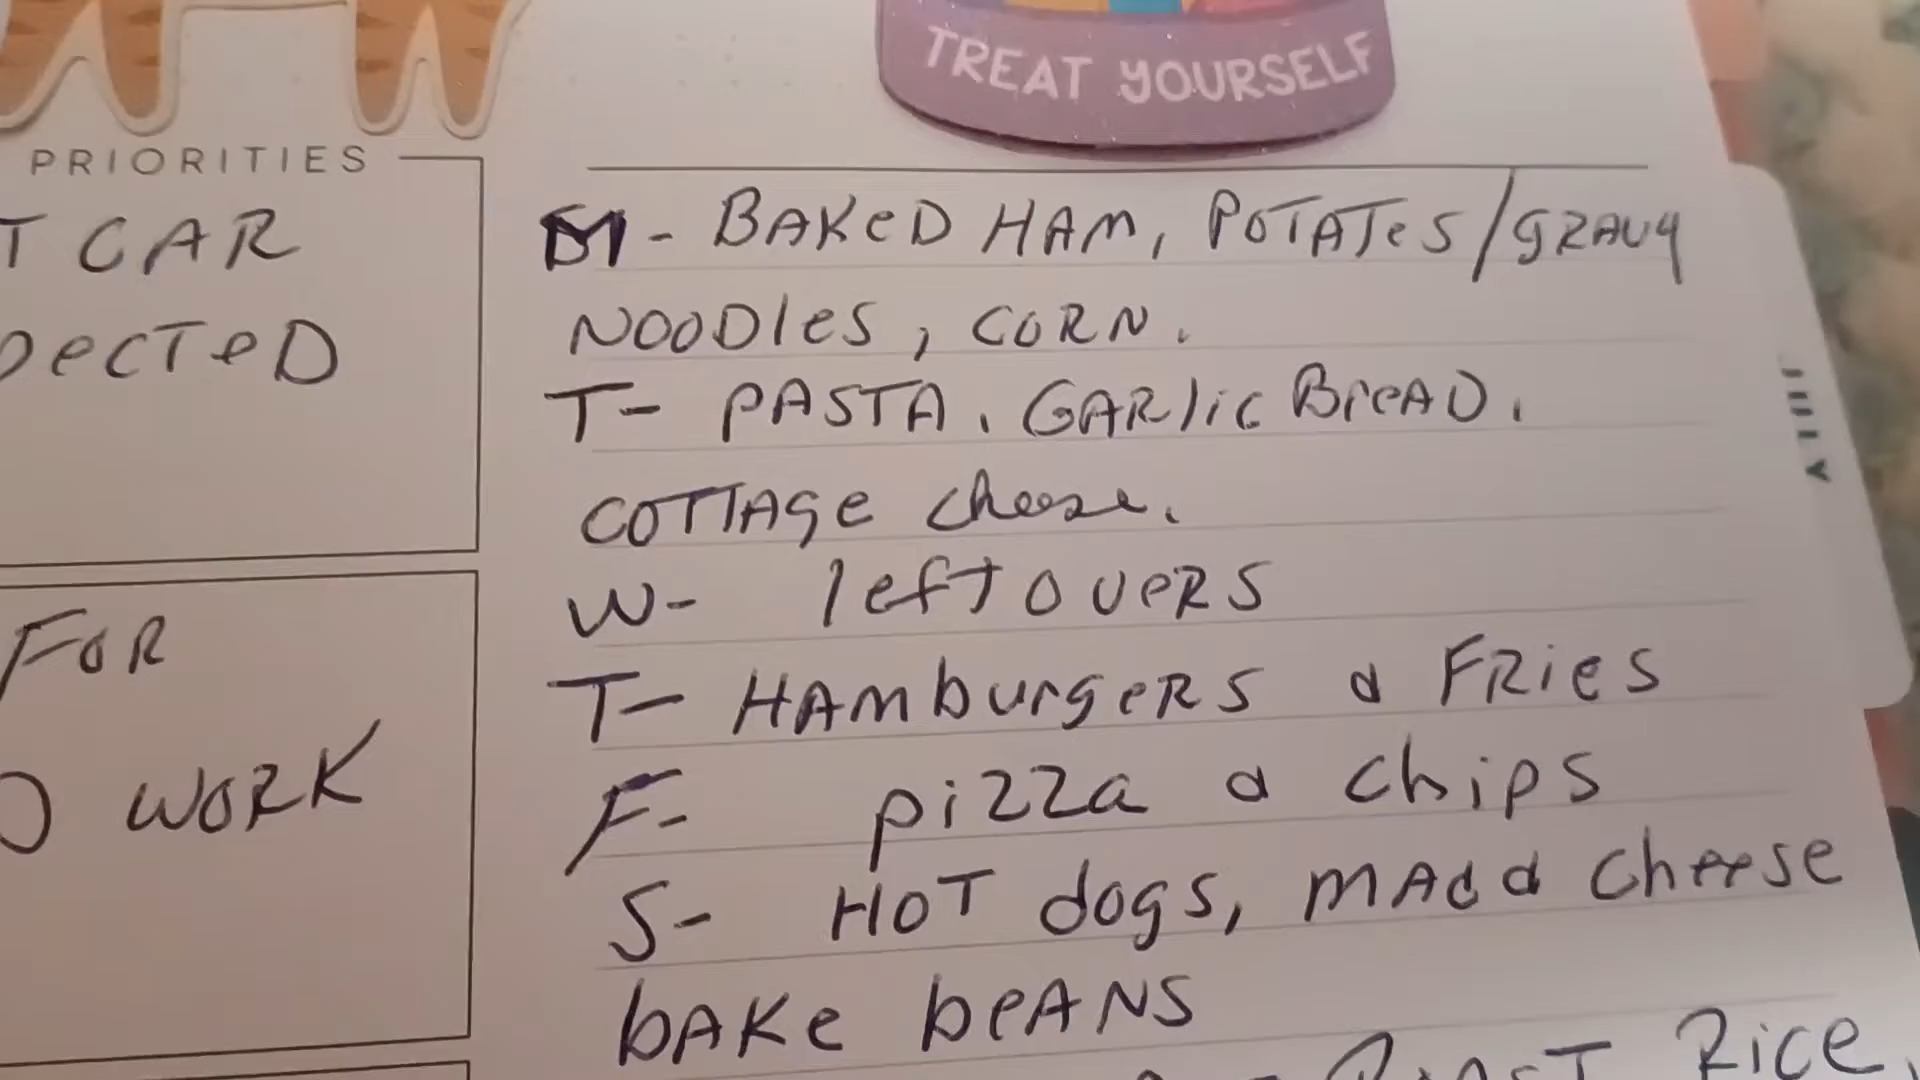 TREAT YOURSELF
PRIORITIES
T CAR
PECTED
FOR
WORK
M- BAKED HAM, POTATES/GRAVY
NOODLES, CORN.
T- PASTA. GARLIC BREAD.
COTTAGE cheese.
W- leftovers
T- HAMburgeRS & FRies
F- pizza & chips
S- HOT dogs, MAC & cheese
bAKe beANS
Rice,
JULY